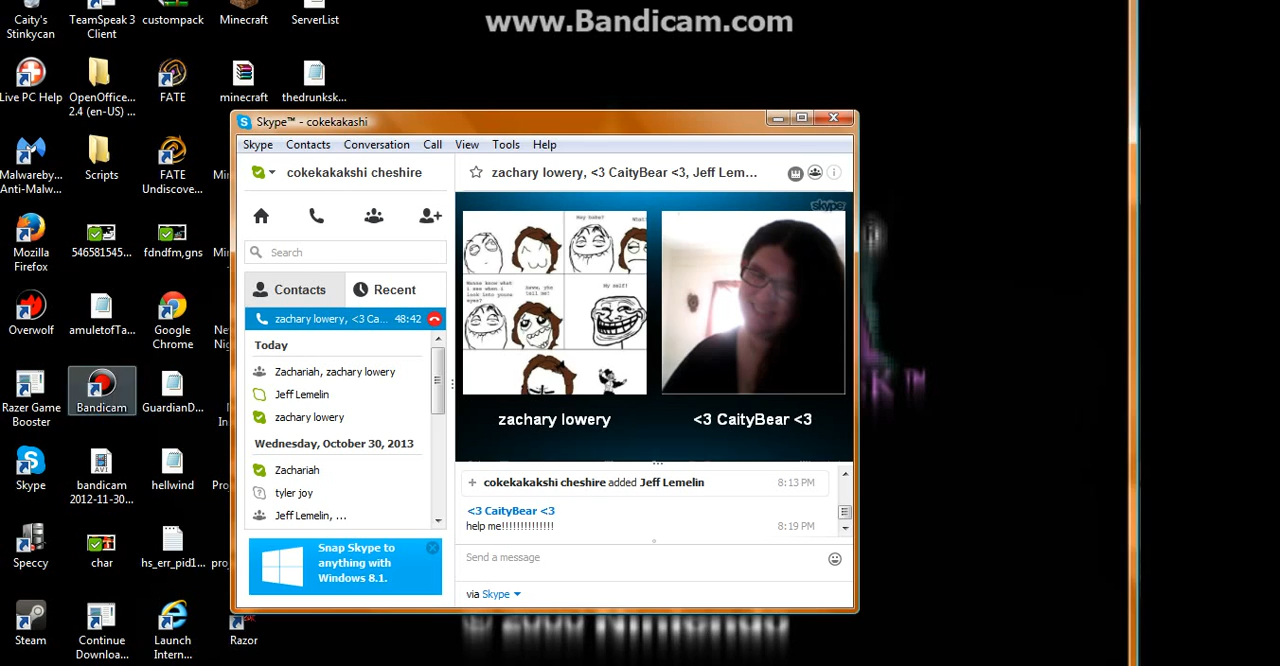 www.Bandicam.com
Caity's
Stinkycan
TeamSpeak 3
Client
custompack
Minecraft
ServerList
Live PC Help
OpenOffice...
2.4 (en-US) ...
FATE
minecraft
thedrunksk...
Malwareby...
Anti-Malw...
Scripts
FATE
Undiscove...
Mozilla
Firefox
546581545...
fdndfm,gns
Overwolf
amuletofTa...
Google
Chrome
Razer Game
Booster
Bandicam
GuardianD...
Skype
bandicam
2012-11-30...
hellwind
Speccy
char
hs_err_pid1...
Steam
Continue
Downloa...
Launch
Intern...
Razor
Skype™ - cokekakashi
Skype Contacts Conversation Call View Tools Help
cokekakakshi cheshire
Search
Contacts
Recent
zachary lowery, <3 Ca... 48:42
Today
Zachariah, zachary lowery
Jeff Lemelin
zachary lowery
Wednesday, October 30, 2013
Zachariah
tyler joy
Jeff Lemelin, ...
Snap Skype to
anything with
Windows 8.1.
zachary lowery, <3 CaityBear <3, Jeff Lem...
skype
Hey babe?
My self!
zachary lowery
<3 CaityBear <3
cokekakakshi cheshire added Jeff Lemelin 8:13 PM
<3 CaityBear <3
help me!!!!!!!!!!!!!! 8:19 PM
Send a message
via Skype
Nintendo